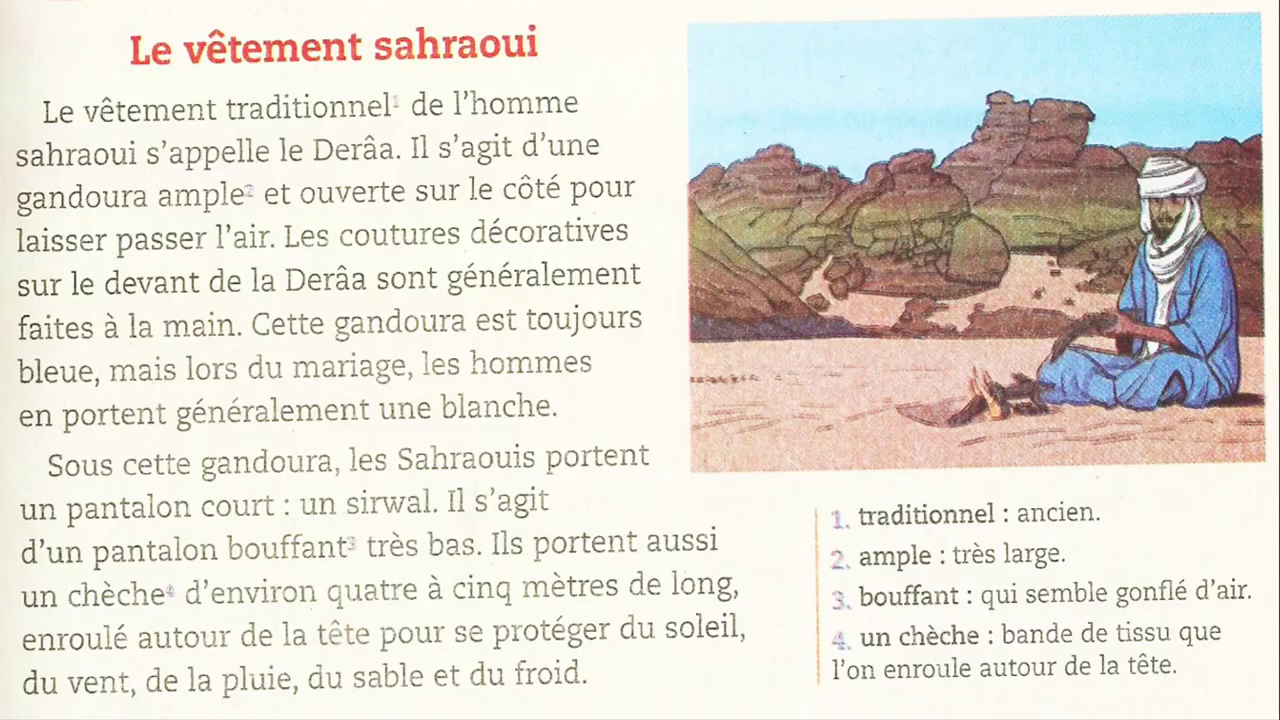 Le vêtement sahraoui
Le vêtement traditionnel¹ de l'homme
sahraoui s'appelle le Derâa. Il s'agit d'une
gandoura ample² et ouverte sur le côté pour
laisser passer l'air. Les coutures décoratives
sur le devant de la Derâa sont généralement
faites à la main. Cette gandoura est toujours
bleue, mais lors du mariage, les hommes
en portent généralement une blanche.
Sous cette gandoura, les Sahraouis portent
un pantalon court : un sirwal. Il s'agit
d'un pantalon bouffant³ très bas. Ils portent aussi
un chèche⁴ d'environ quatre à cinq mètres de long,
enroulé autour de la tête pour se protéger du soleil,
du vent, de la pluie, du sable et du froid.
1. traditionnel : ancien.
2. ample : très large.
3. bouffant : qui semble gonflé d'air.
4. un chèche : bande de tissu que
l'on enroule autour de la tête.